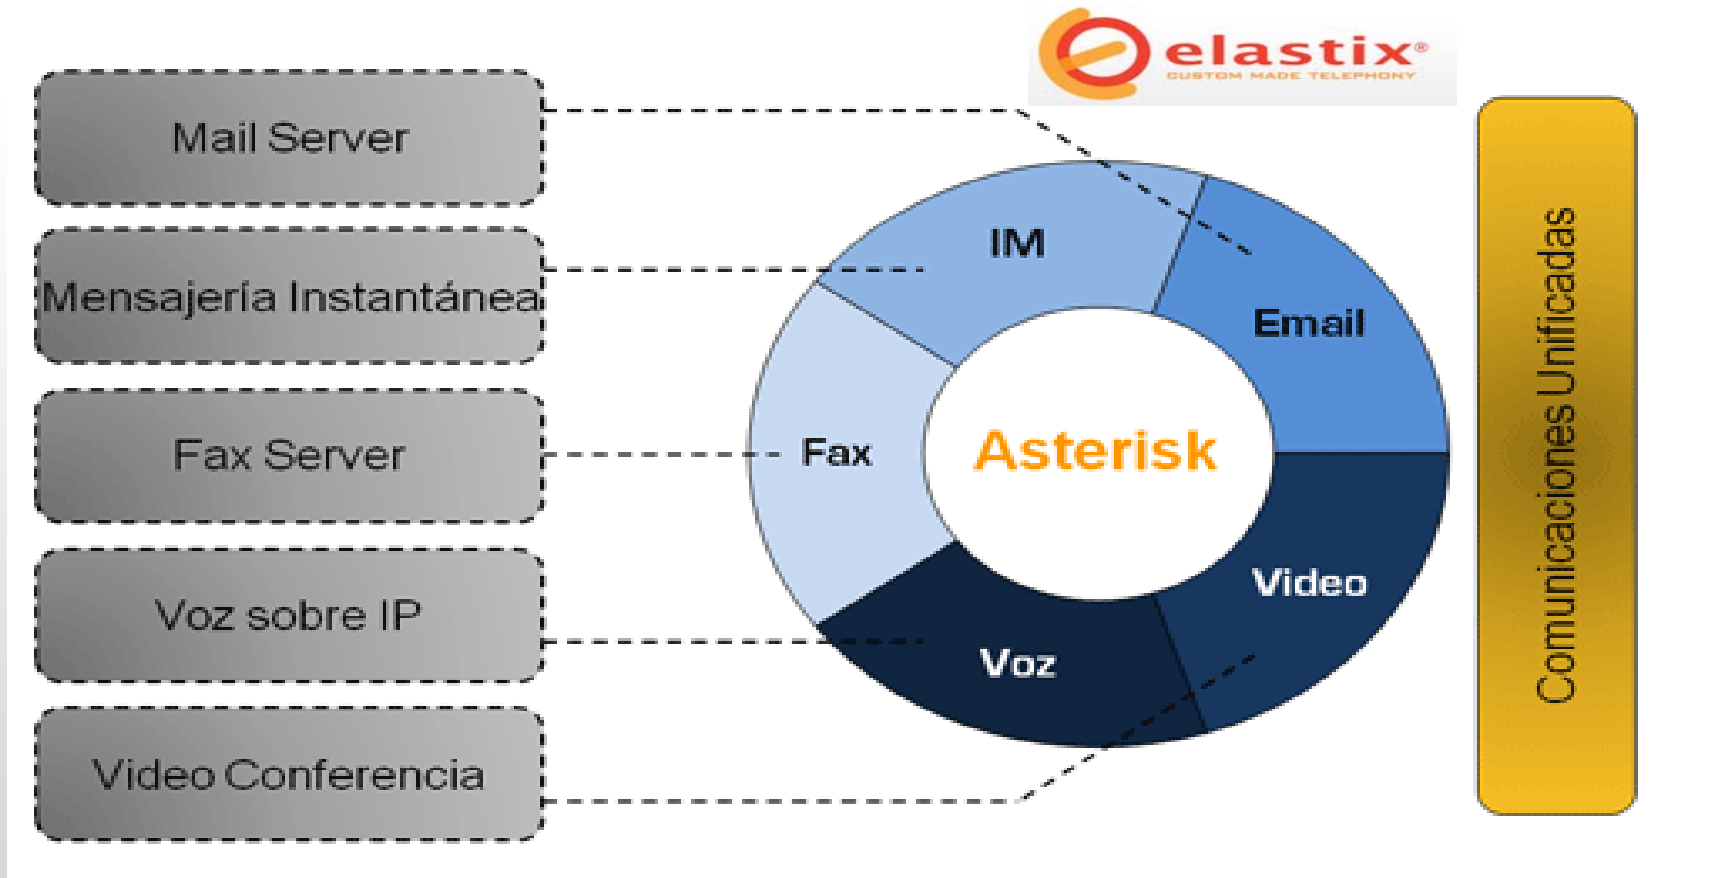 elastix®
CUSTOM MADE TELEPHONY
Mail Server
Mensajería Instantánea
Fax Server
Voz sobre IP
Video Conferencia
IM
Email
Fax
Asterisk
Video
Voz
Comunicaciones Unificadas